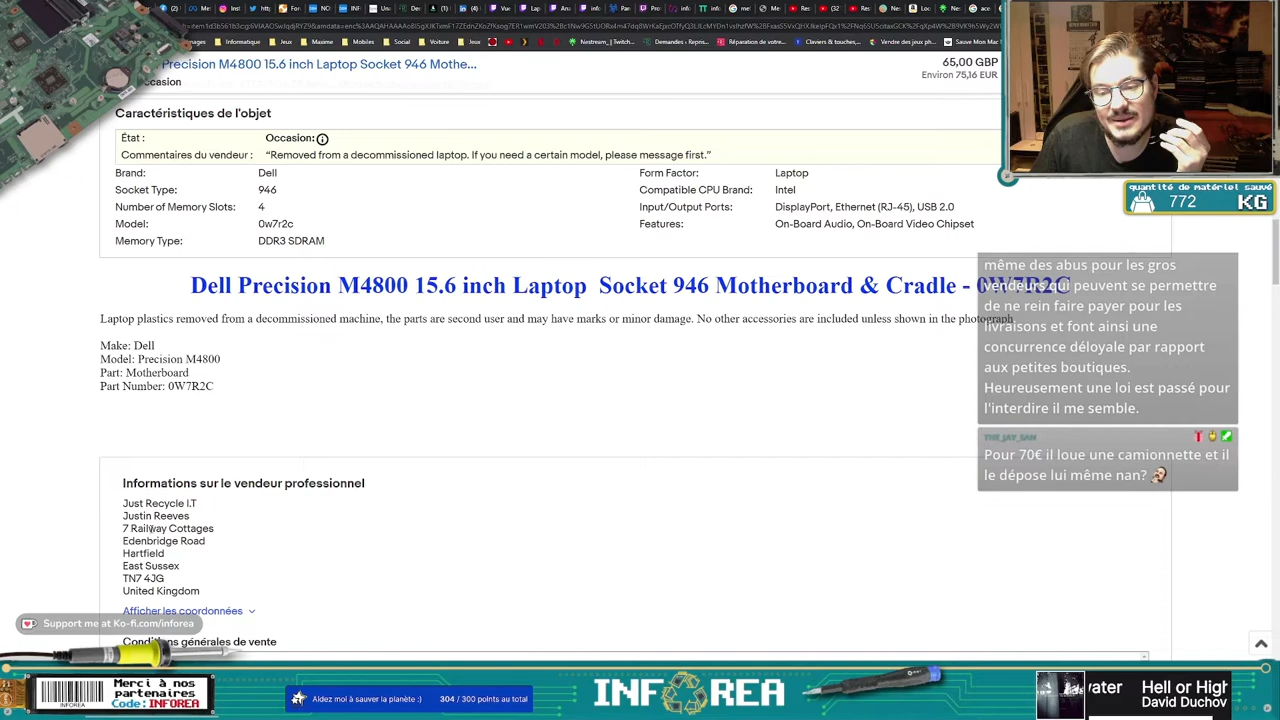 Precision M4800 15.6 inch Laptop Socket 946 Mothe...
65,00 GBP
Environ 75,16 EUR
ccasion
Caractéristiques de l'objet
État :
Occasion:
Commentaires du vendeur :
“Removed from a decommissioned laptop. If you need a certain model, please message first.”
Brand:
Dell
Form Factor:
Laptop
Socket Type:
946
Compatible CPU Brand:
Intel
Number of Memory Slots:
4
Input/Output Ports:
DisplayPort, Ethernet (RJ-45), USB 2.0
Model:
0w7r2c
Features:
On-Board Audio, On-Board Video Chipset
Memory Type:
DDR3 SDRAM
Dell Precision M4800 15.6 inch Laptop Socket 946 Motherboard & Cradle - 0W7R2C
Laptop plastics removed from a decommissioned machine, the parts are second user and may have marks or minor damage. No other accessories are included unless shown in the photograph
Make: Dell
Model: Precision M4800
Part: Motherboard
Part Number: 0W7R2C
Informations sur le vendeur professionnel
Just Recycle I.T
Justin Reeves
7 Railway Cottages
Edenbridge Road
Hartfield
East Sussex
TN7 4JG
United Kingdom
Afficher les coordonnées
Conditions générales de vente
quantité de matériel sauvé
772 KG
même des abus pour les gros
vendeurs qui peuvent se permettre
de ne rein faire payer pour les
livraisons et font ainsi une
concurrence déloyale par rapport
aux petites boutiques.
Heureusement une loi est passé pour
l'interdire il me semble.
THE_JAY_SAN
Pour 70€ il loue une camionnette et il
le dépose lui même nan?
Support me at Ko-fi.com/inforea
INFOREA
Merci à nos
partenaires
Code: INFOREA
Aidez moi à sauver la planète :)
304 / 300 points au total
INFOREA
vater
Hell or High
David Duchov